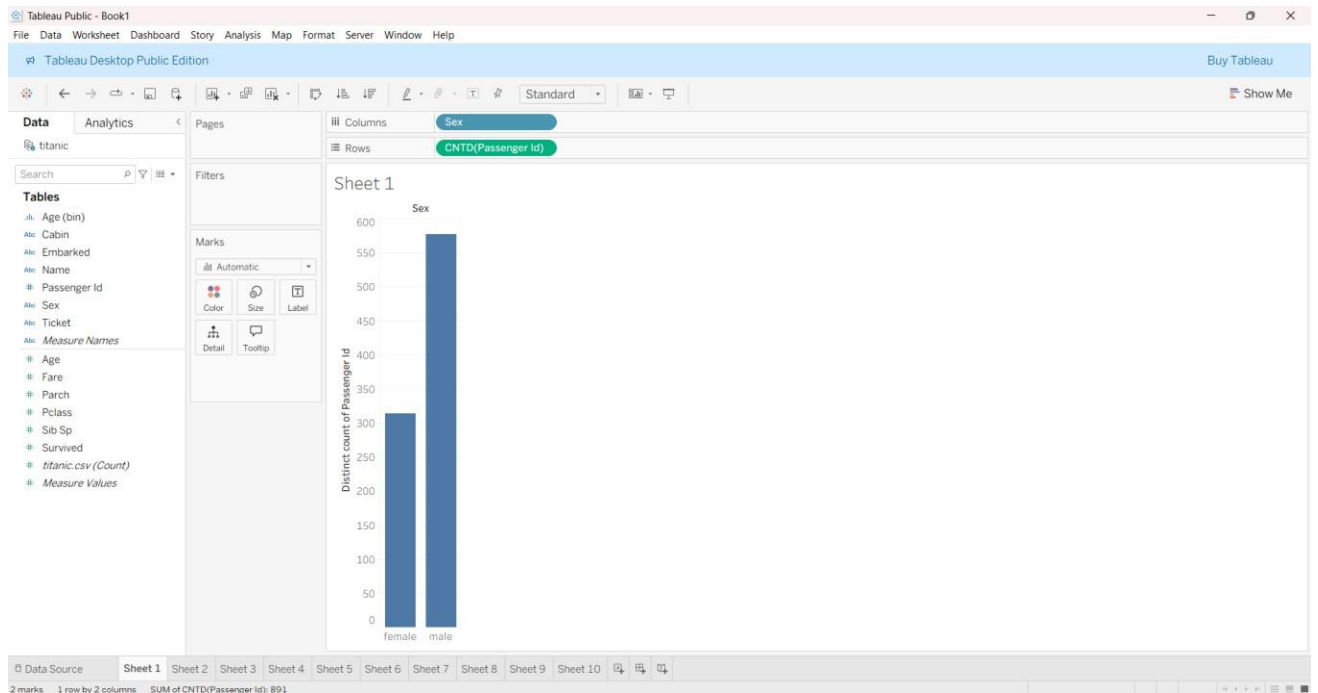 Tableau Public - Book1
File Data Worksheet Dashboard Story Analysis Map Format Server Window Help
Tableau Desktop Public Edition Buy Tableau
Standard Show Me
Data Analytics
titanic
Search
Tables
Age (bin)
Abc Cabin
Abc Embarked
Abc Name
# Passenger Id
Abc Sex
Abc Ticket
Abc Measure Names
# Age
# Fare
# Parch
# Pclass
# Sib Sp
# Survived
# titanic.csv (Count)
# Measure Values
Pages
Filters
Marks
Automatic
Color Size Label
Detail Tooltip
Columns Sex
Rows CNTD(Passenger Id)
Sheet 1
Sex
600
550
500
450
400
350
300
250
200
150
100
50
0
Distinct count of Passenger Id
female male
Data Source Sheet 1 Sheet 2 Sheet 3 Sheet 4 Sheet 5 Sheet 6 Sheet 7 Sheet 8 Sheet 9 Sheet 10
2 marks 1 row by 2 columns SUM of CNTD(Passenger Id): 891